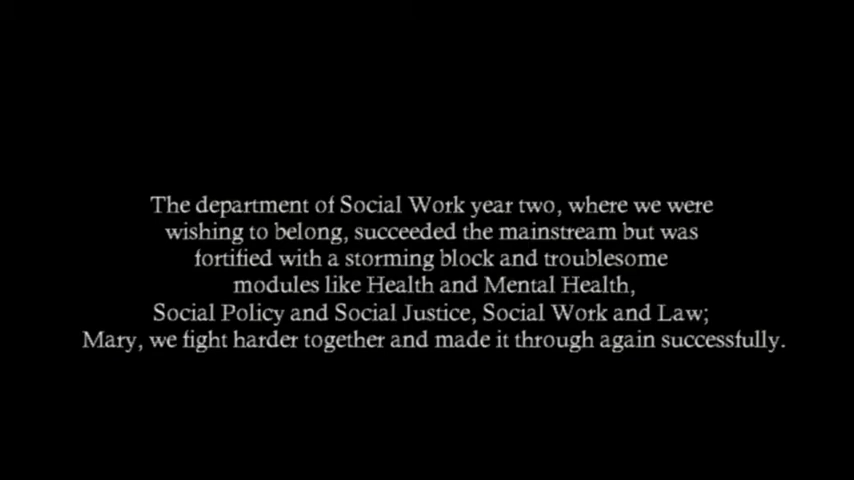 The department of Social Work year two, where we were
wishing to belong, succeeded the mainstream but was
fortified with a storming block and troublesome
modules like Health and Mental Health,
Social Policy and Social Justice, Social Work and Law;
Mary, we fight harder together and made it through again successfully.